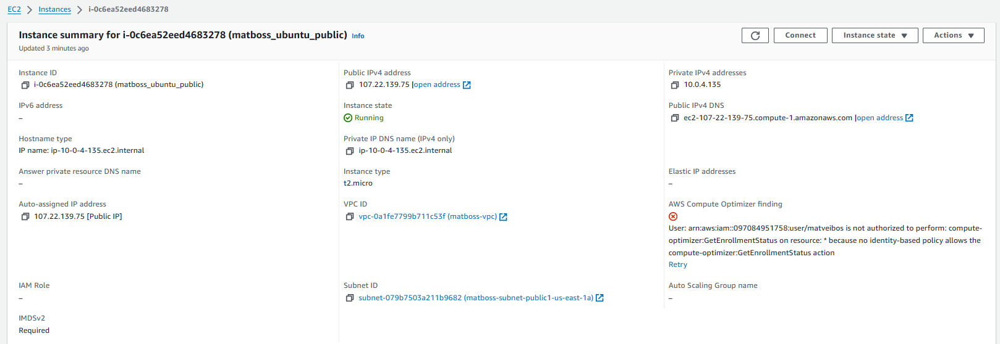 EC2 > Instances > i-0c6ea52eed4683278
Instance summary for i-0c6ea52eed4683278 (matboss_ubuntu_public) Info
Updated 3 minutes ago
Connect
Instance state
Actions
Instance ID
i-0c6ea52eed4683278 (matboss_ubuntu_public)
Public IPv4 address
107.22.139.75 |open address
Private IPv4 addresses
10.0.4.135
IPv6 address
–
Instance state
Running
Public IPv4 DNS
ec2-107-22-139-75.compute-1.amazonaws.com |open address
Hostname type
IP name: ip-10-0-4-135.ec2.internal
Private IP DNS name (IPv4 only)
ip-10-0-4-135.ec2.internal
Answer private resource DNS name
–
Instance type
t2.micro
Elastic IP addresses
–
Auto-assigned IP address
107.22.139.75 [Public IP]
VPC ID
vpc-0a1fe7799b711c53f (matboss-vpc)
AWS Compute Optimizer finding
User: arn:aws:iam::097084951758:user/matveibos is not authorized to perform: compute-
optimizer:GetEnrollmentStatus on resource: * because no identity-based policy allows the
compute-optimizer:GetEnrollmentStatus action
Retry
IAM Role
–
Subnet ID
subnet-079b7503a211b9682 (matboss-subnet-public1-us-east-1a)
Auto Scaling Group name
–
IMDSv2
Required